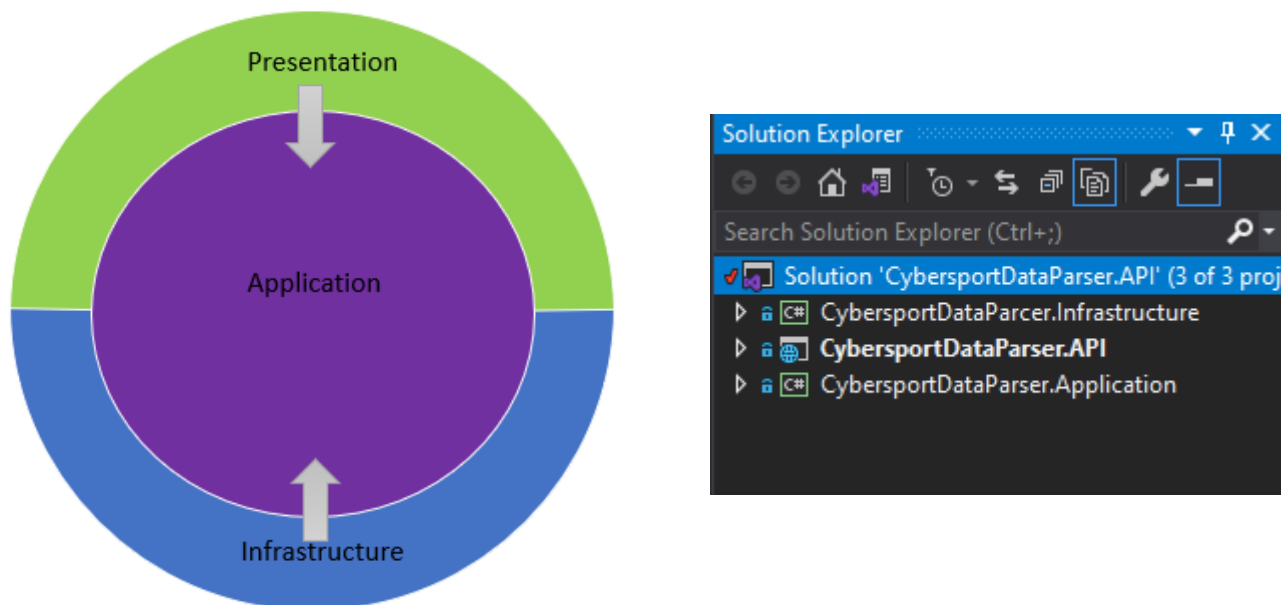 Presentation
Application
Infrastructure
Solution Explorer
Search Solution Explorer (Ctrl+;)
Solution 'CybersportDataParser.API' (3 of 3 proj
C# CybersportDataParcer.Infrastructure
CybersportDataParser.API
C# CybersportDataParser.Application